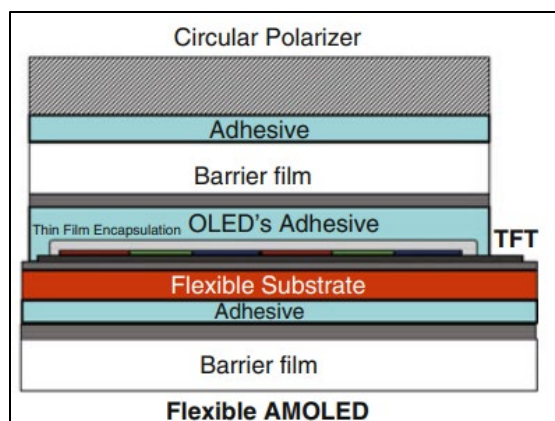 Circular Polarizer
Adhesive
Barrier film
Thin Film Encapsulation OLED's Adhesive
TFT
Flexible Substrate
Adhesive
Barrier film
Flexible AMOLED